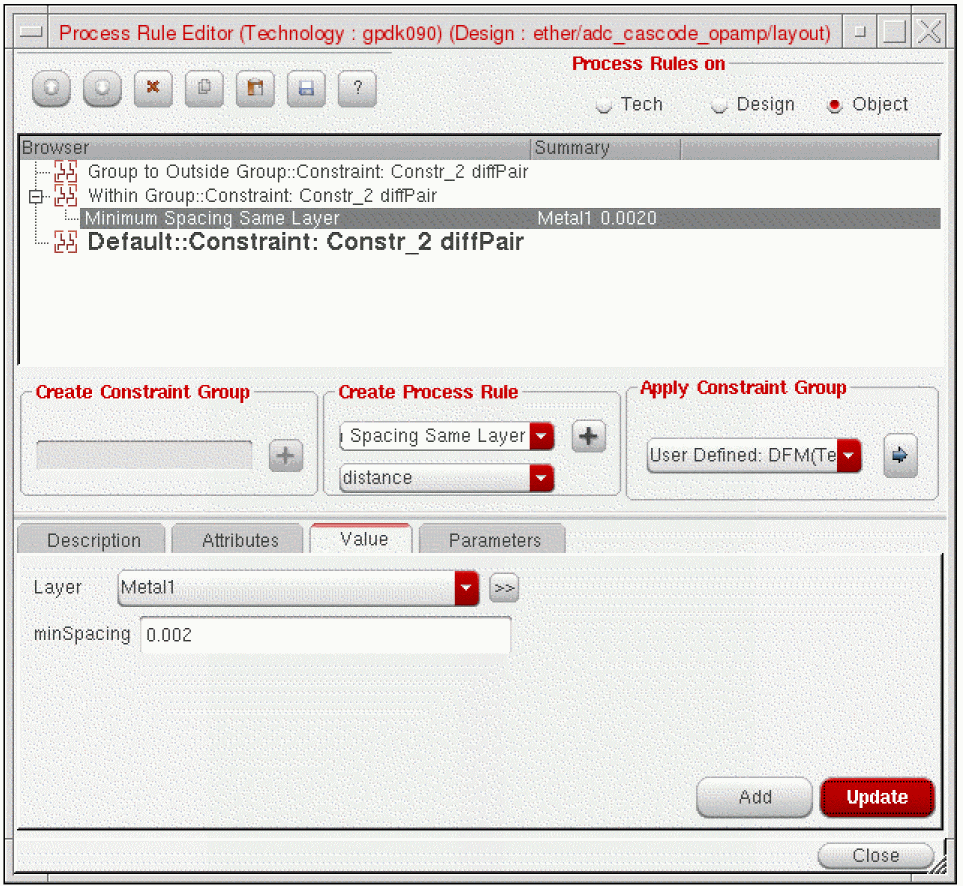 Process Rule Editor (Technology : gpdk090) (Design : ether/adc_cascode_opamp/layout)
Process Rules on
?
Tech Design Object
Browser Summary
Group to Outside Group::Constraint: Constr_2 diffPair
Within Group::Constraint: Constr_2 diffPair
Minimum Spacing Same Layer Metal1 0.0020
Default::Constraint: Constr_2 diffPair
Create Constraint Group Create Process Rule Apply Constraint Group
Spacing Same Layer
User Defined: DFM(Te
distance
Description Attributes Value Parameters
Layer Metal1 >>
minSpacing 0.002
Add Update
Close